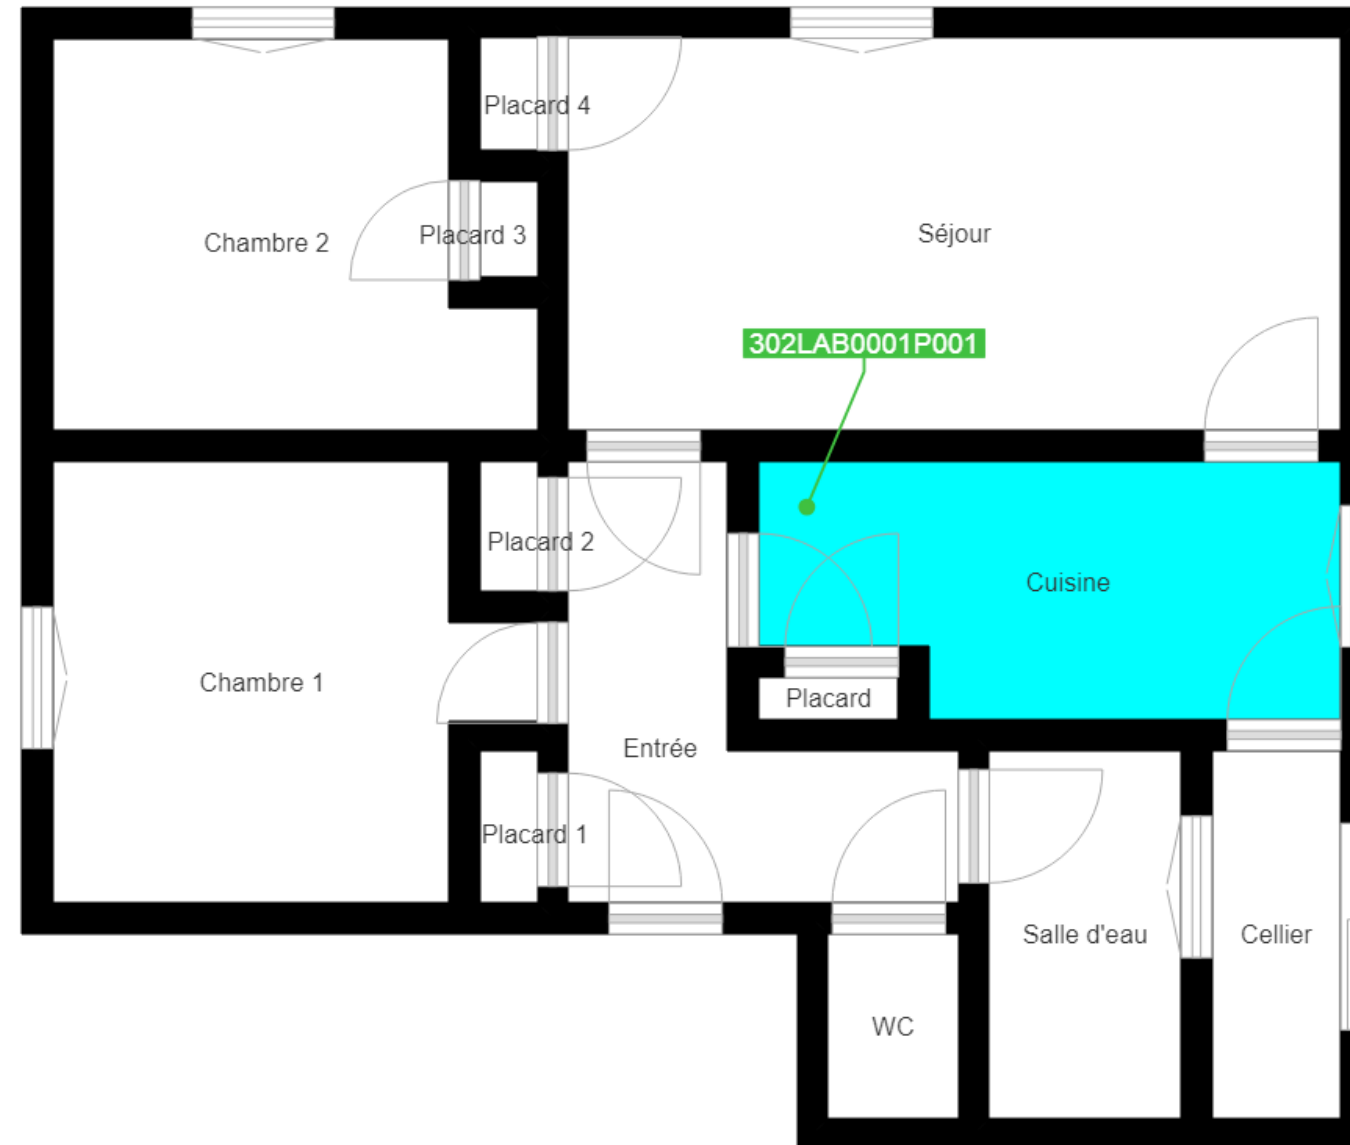 Placard 4
Placard 3
Chambre 2
Séjour
302LAB0001P001
Placard 2
Cuisine
Chambre 1
Placard
Entrée
Placard 1
Salle d'eau
Cellier
WC